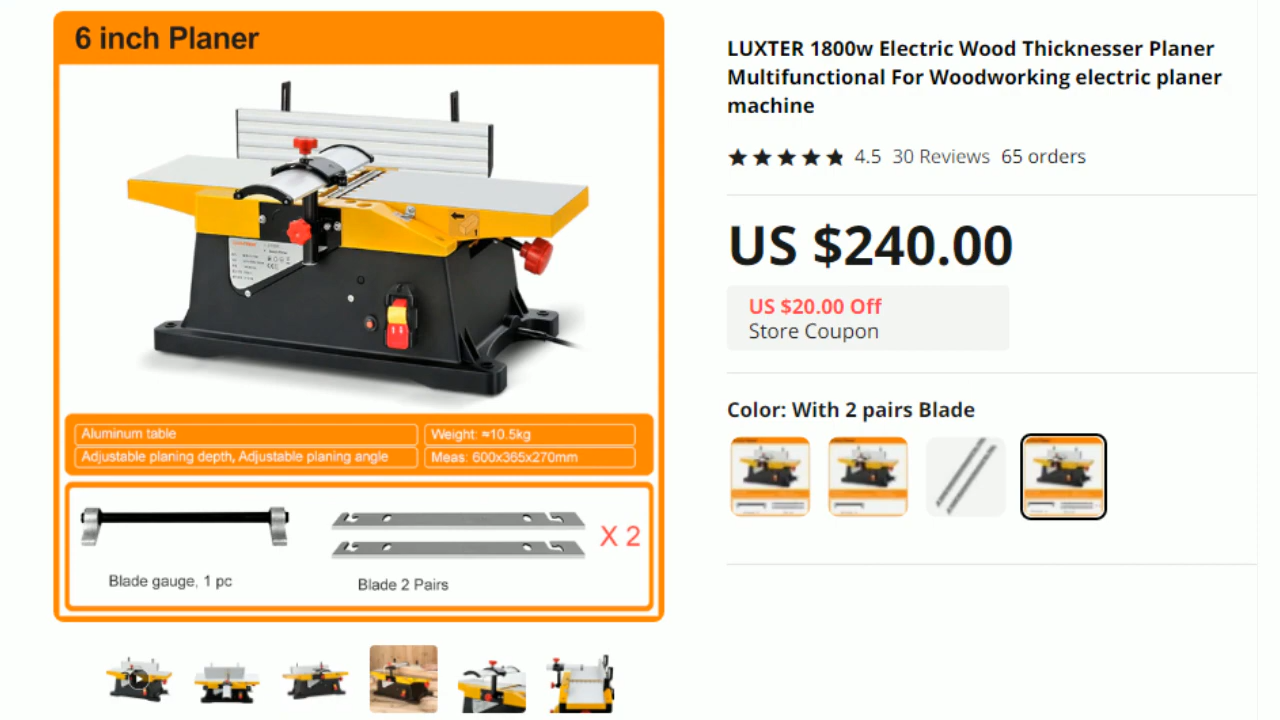 6 inch Planer
Aluminum table
Weight: ≈10.5kg
Adjustable planing depth, Adjustable planing angle
Meas: 600x365x270mm
X 2
Blade gauge, 1 pc
Blade 2 Pairs
LUXTER 1800w Electric Wood Thicknesser Planer
Multifunctional For Woodworking electric planer
machine
4.5 30 Reviews 65 orders
US $240.00
US $20.00 Off
Store Coupon
Color: With 2 pairs Blade